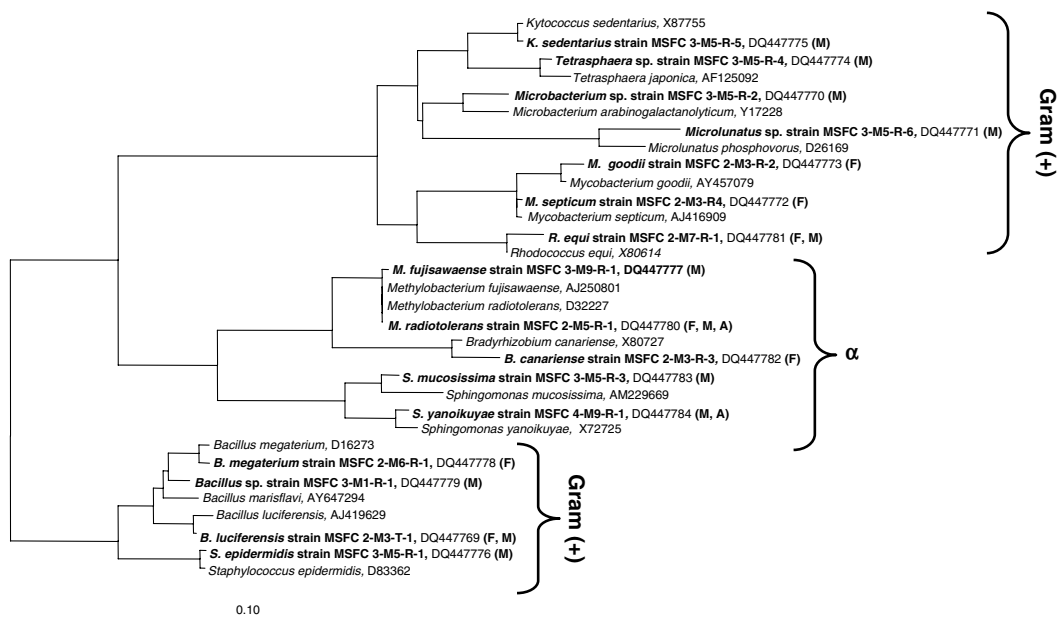 Kytococcus sedentarius, X87755
K. sedentarius strain MSFC 3-M5-R-5, DQ447775 (M)
Tetrasphaera sp. strain MSFC 3-M5-R-4, DQ447774 (M)
Tetrasphaera japonica, AF125092
Microbacterium sp. strain MSFC 3-M5-R-2, DQ447770 (M)
Microbacterium arabinogalactanolyticum, Y17228
Microlunatus sp. strain MSFC 3-M5-R-6, DQ447771 (M)
Microlunatus phosphovorus, D26169
M. goodii strain MSFC 2-M3-R-2, DQ447773 (F)
Mycobacterium goodii, AY457079
M. septicum strain MSFC 2-M3-R4, DQ447772 (F)
Mycobacterium septicum, AJ416909
R. equi strain MSFC 2-M7-R-1, DQ447781 (F, M)
Rhodococcus equi, X80614
Gram (+)
M. fujisawaense strain MSFC 3-M9-R-1, DQ447777 (M)
Methylobacterium fujisawaense, AJ250801
Methylobacterium radiotolerans, D32227
M. radiotolerans strain MSFC 2-M5-R-1, DQ447780 (F, M, A)
Bradyrhizobium canariense, X80727
B. canariense strain MSFC 2-M3-R-3, DQ447782 (F)
S. mucosissima strain MSFC 3-M5-R-3, DQ447783 (M)
Sphingomonas mucosissima, AM229669
S. yanoikuyae strain MSFC 4-M9-R-1, DQ447784 (M, A)
Sphingomonas yanoikuyae, X72725
α
Bacillus megaterium, D16273
B. megaterium strain MSFC 2-M6-R-1, DQ447778 (F)
Bacillus sp. strain MSFC 3-M1-R-1, DQ447779 (M)
Bacillus marisflavi, AY647294
Bacillus luciferensis, AJ419629
B. luciferensis strain MSFC 2-M3-T-1, DQ447769 (F, M)
S. epidermidis strain MSFC 3-M5-R-1, DQ447776 (M)
Staphylococcus epidermidis, D83362
Gram (+)
0.10